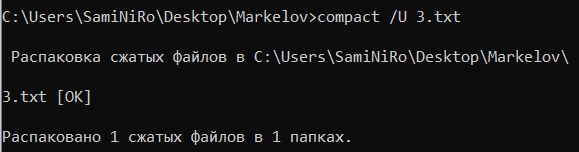 C:\Users\SamiNiRo\Desktop\Markelov>compact /U 3.txt
Распаковка сжатых файлов в C:\Users\SamiNiRo\Desktop\Markelov\
3.txt [OK]
Распаковано 1 сжатых файлов в 1 папках.